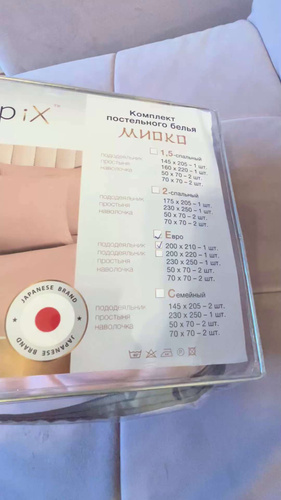 piX™
Комплект
постельного белья
МИОКО
1,5-спальный
пододеяльник 145 x 205 – 1 шт.
простыня 160 x 220 – 1 шт.
наволочка 50 x 70 – 2 шт.
70 x 70 – 2 шт.
2-спальный
пододеяльник 175 x 205 – 1 шт.
простыня 230 x 250 – 1 шт.
наволочка 50 x 70 – 2 шт.
70 x 70 – 2 шт.
Евро
пододеяльник 200 x 210 – 1 шт.
пододеяльник 200 x 220 – 1 шт.
простыня 230 x 250 – 1 шт.
наволочка 50 x 70 – 2 шт.
70 x 70 – 2 шт.
Семейный
пододеяльник 145 x 205 – 2 шт.
простыня 230 x 250 – 1 шт.
наволочка 50 x 70 – 2 шт.
70 x 70 – 2 шт.
JAPANESE BRAND
JAPANESE BRAND